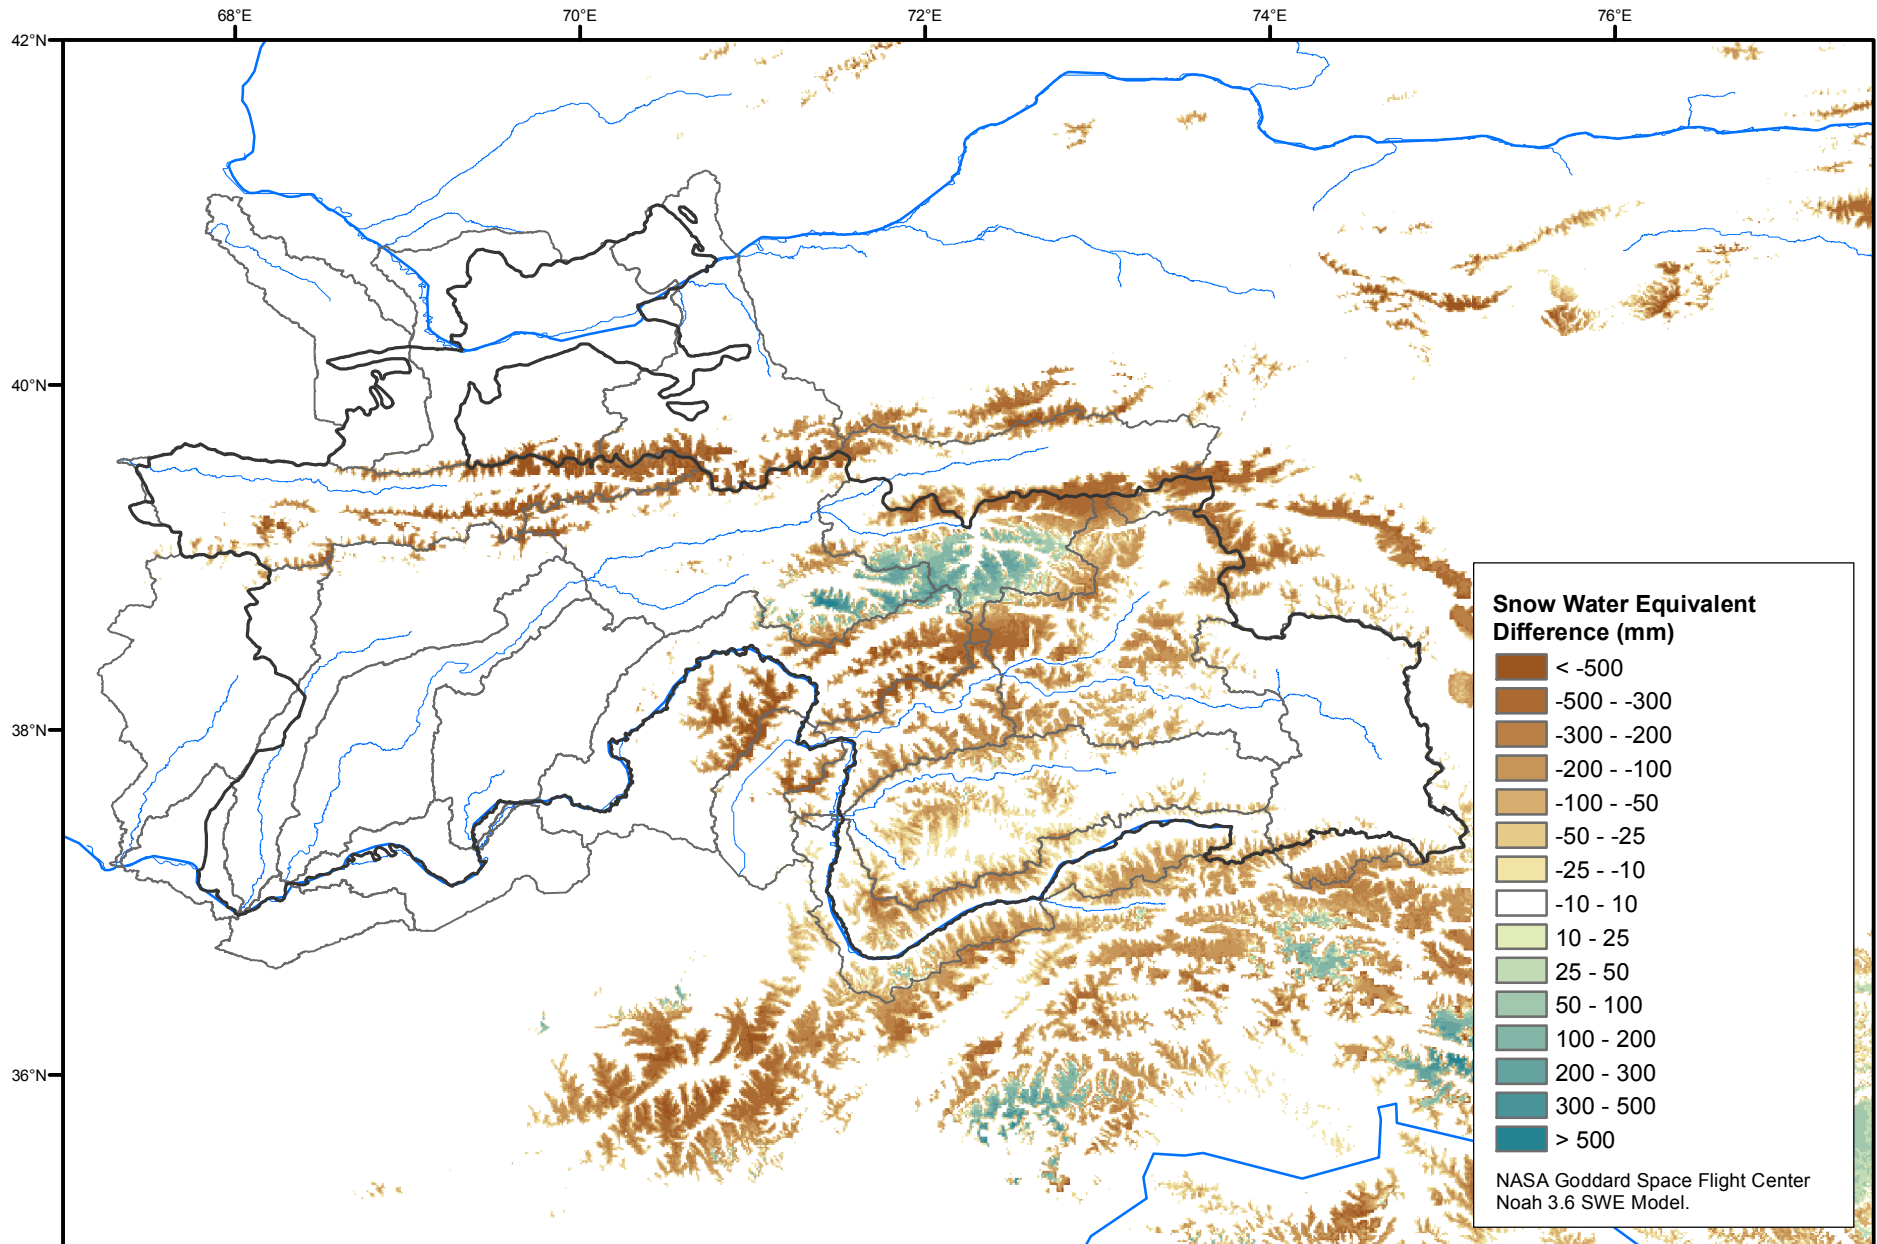 68°E 70°E 72°E 74°E 76°E
42°N
40°N
38°N
36°N
Snow Water Equivalent
Difference (mm)
< -500
-500 - -300
-300 - -200
-200 - -100
-100 - -50
-50 - -25
-25 - -10
-10 - 10
10 - 25
25 - 50
50 - 100
100 - 200
200 - 300
300 - 500
> 500
NASA Goddard Space Flight Center
Noah 3.6 SWE Model.